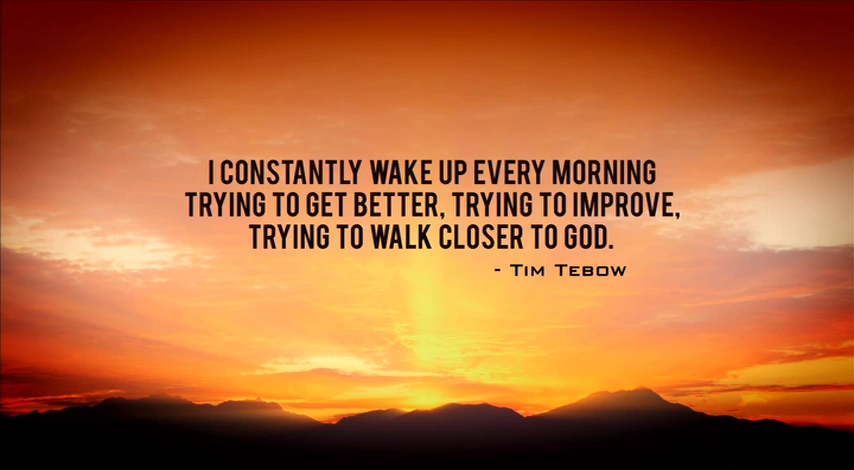 I CONSTANTLY WAKE UP EVERY MORNING
TRYING TO GET BETTER, TRYING TO IMPROVE,
TRYING TO WALK CLOSER TO GOD.
- TIM TEBOW